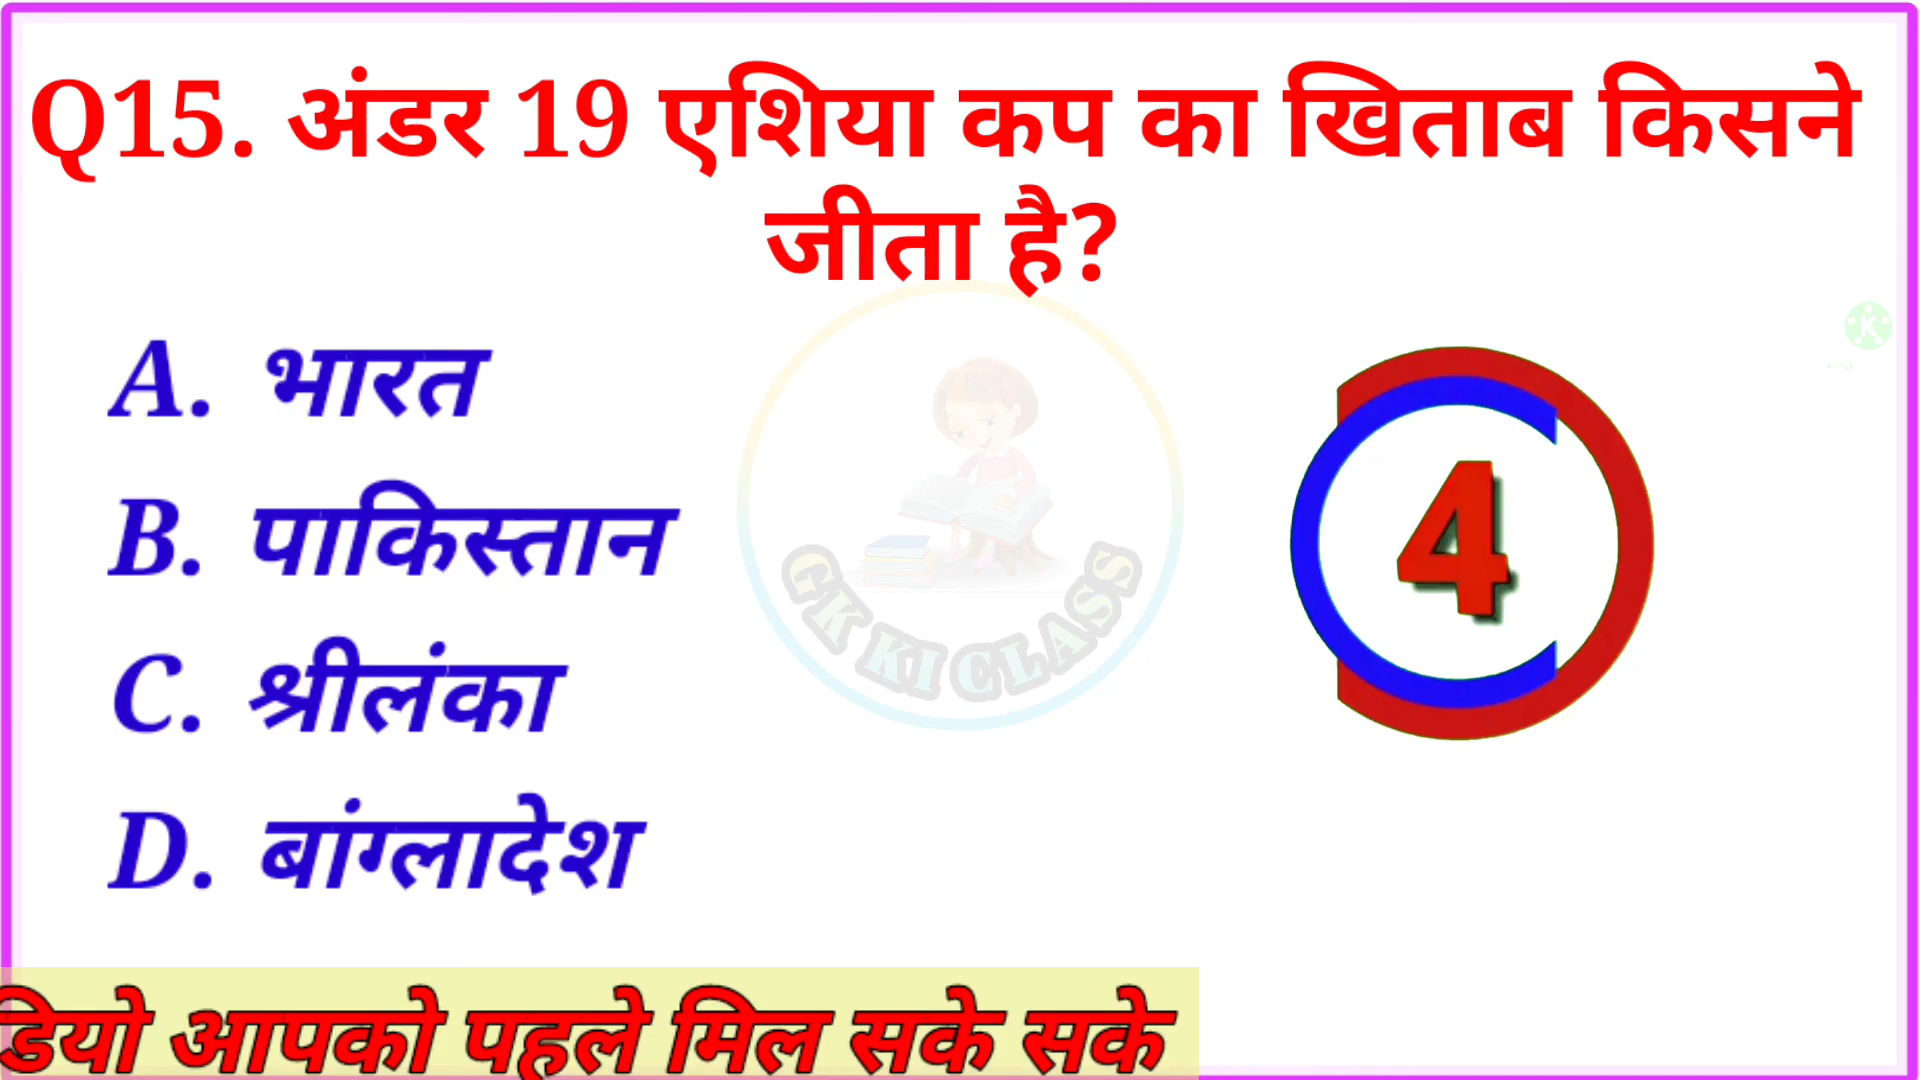 Q15. अंडर 19 एशिया कप का खिताब किसने
जीता है?
A. भारत
B. पाकिस्तान
C. श्रीलंका
D. बांग्लादेश
4
GK KI CLASS
K
डियो आपको पहले मिल सके सके